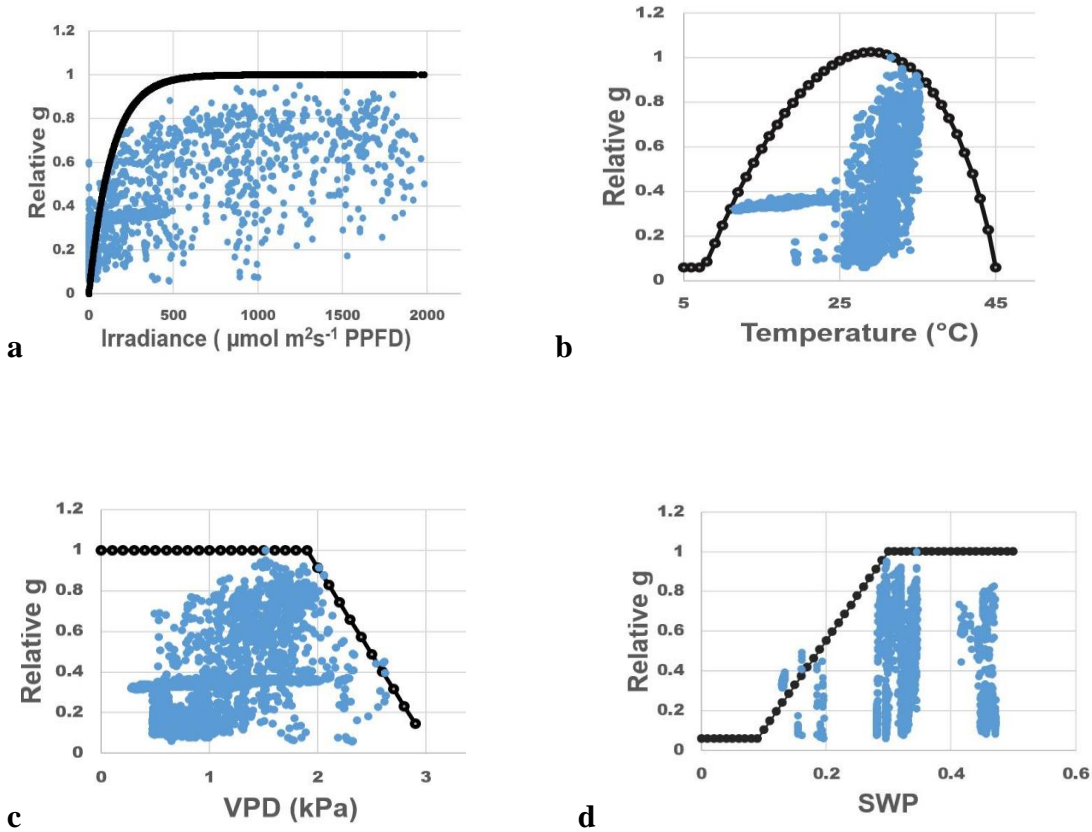 1.2
1
0.8
0.6
0.4
0.2
0
Relative g
0 500 1000 1500 2000
Irradiance ( μmol m²s⁻¹ PPFD)
a
1.2
1
0.8
0.6
0.4
0.2
0
Relative g
5 25 45
Temperature (°C)
b
1.2
1
0.8
0.6
0.4
0.2
0
Relative g
0 1 2 3
VPD (kPa)
c
1.2
1
0.8
0.6
0.4
0.2
0
Relative g
0 0.2 0.4 0.6
SWP
d